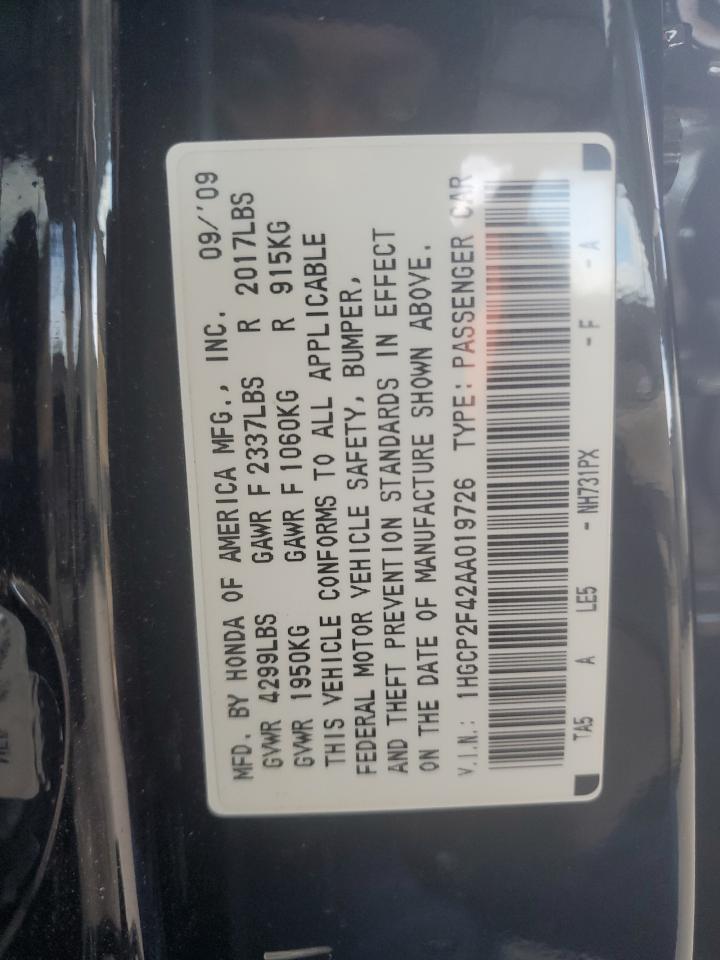 MFD. BY HONDA OF AMERICA MFG., INC. 09/'09
GVWR 4299LBS GAWR F 2337LBS R 2017LBS
GVWR 1950KG GAWR F 1060KG R 915KG
THIS VEHICLE CONFORMS TO ALL APPLICABLE
FEDERAL MOTOR VEHICLE SAFETY, BUMPER,
AND THEFT PREVENTION STANDARDS IN EFFECT
ON THE DATE OF MANUFACTURE SHOWN ABOVE.
V.I.N.: 1HGCP2F42AA019726 TYPE: PASSENGER CAR
TA5 A LE5 - NH731PX - F - A